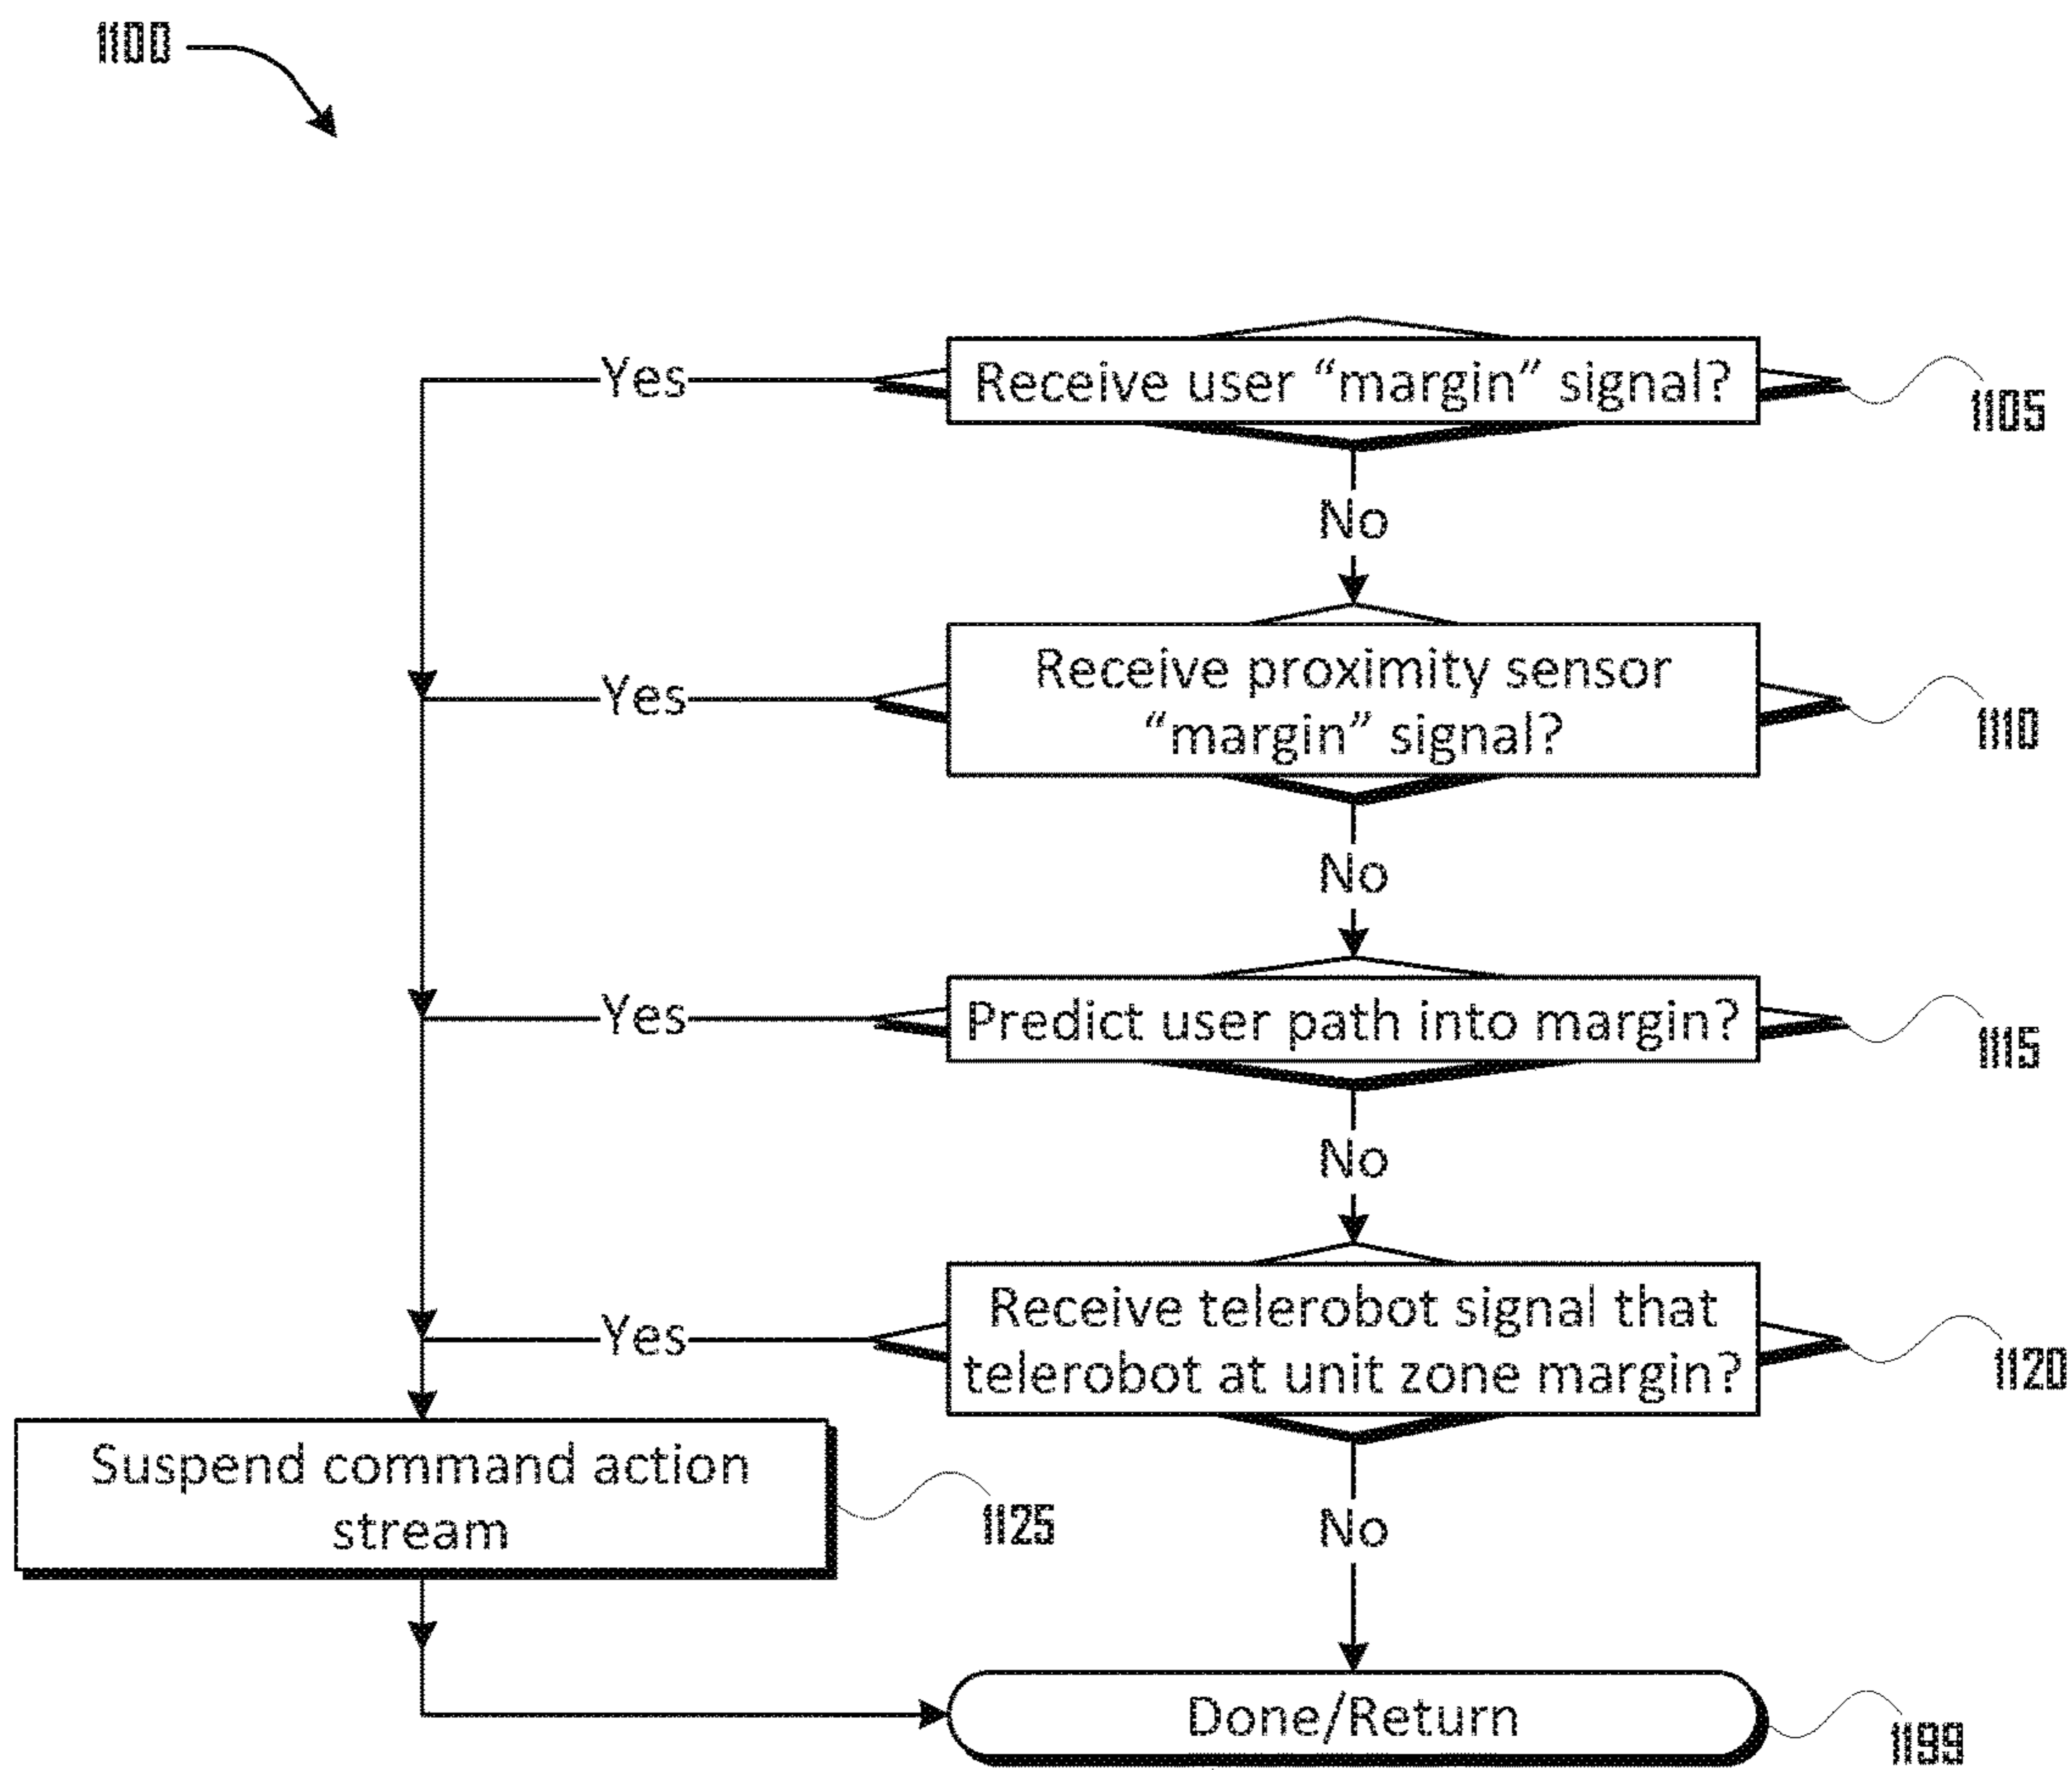 1100
Yes
Receive user “margin” signal?
1105
No
Yes
Receive proximity sensor
“margin” signal?
1110
No
Yes
Predict user path into margin?
1115
No
Yes
Receive telerobot signal that
telerobot at unit zone margin?
1120
Suspend command action
stream
1125
No
Done/Return
1199